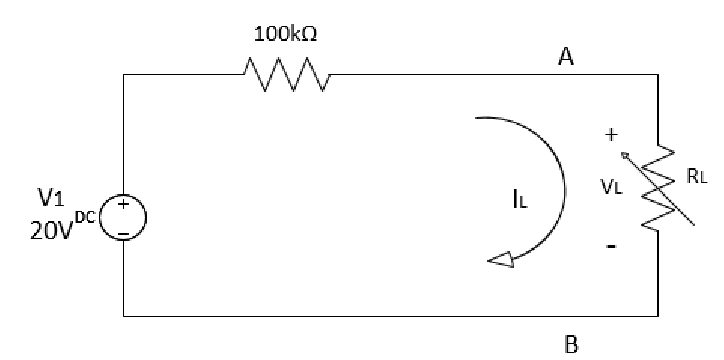 100kΩ
A
+
V1
DC
+
20V
-
VL
RL
IL
-
B